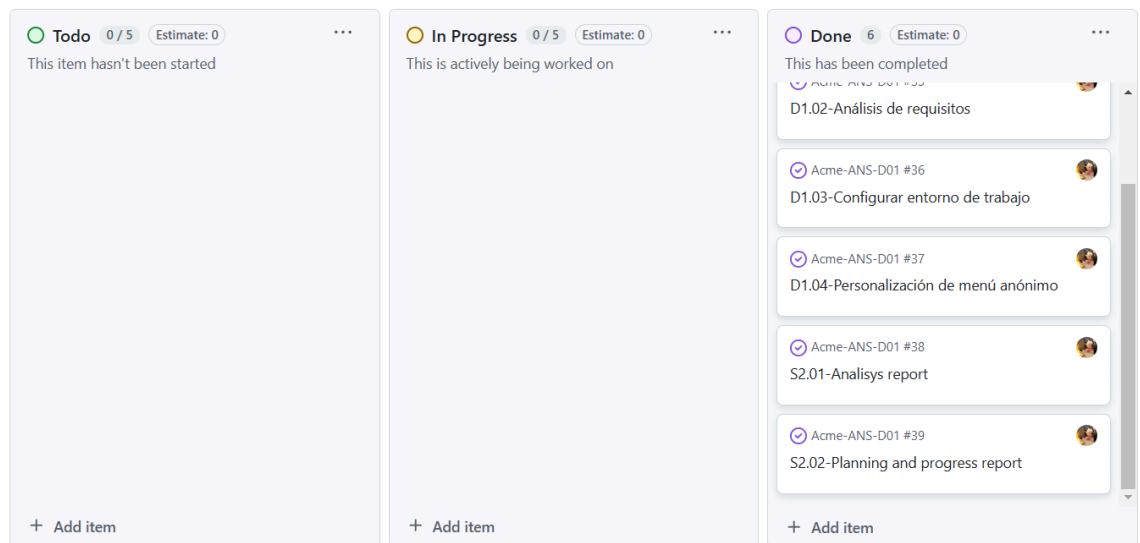 Todo 0 / 5 Estimate: 0
This item hasn't been started
Add item
In Progress 0 / 5 Estimate: 0
This is actively being worked on
Add item
Done 6 Estimate: 0
This has been completed
Acme-ANS-D01 #35
D1.02-Análisis de requisitos
Acme-ANS-D01 #36
D1.03-Configurar entorno de trabajo
Acme-ANS-D01 #37
D1.04-Personalización de menú anónimo
Acme-ANS-D01 #38
S2.01-Analisys report
Acme-ANS-D01 #39
S2.02-Planning and progress report
Add item